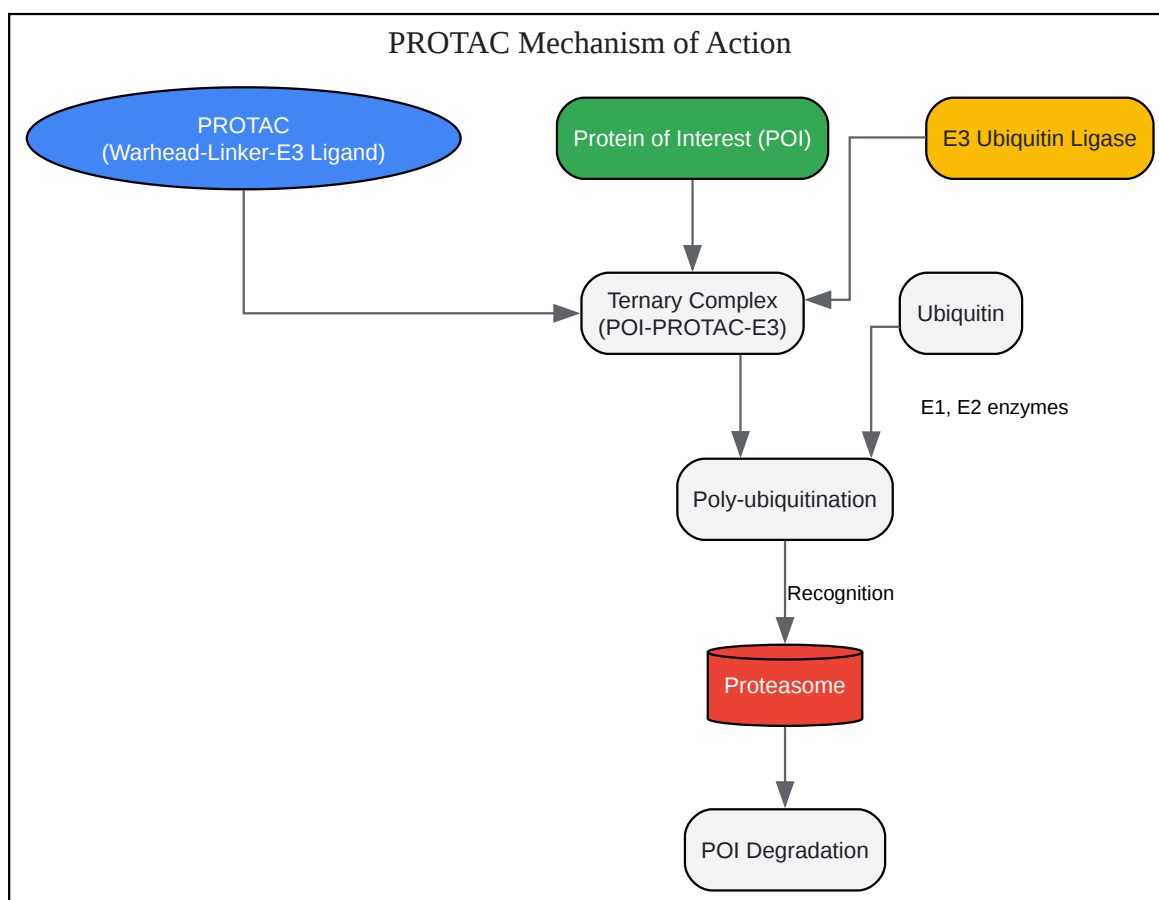 PROTAC Mechanism of Action
PROTAC
(Warhead-Linker-E3 Ligand)
Protein of Interest (POI)
E3 Ubiquitin Ligase
Ternary Complex
(POI-PROTAC-E3)
Ubiquitin
E1, E2 enzymes
Poly-ubiquitination
Recognition
Proteasome
POI Degradation